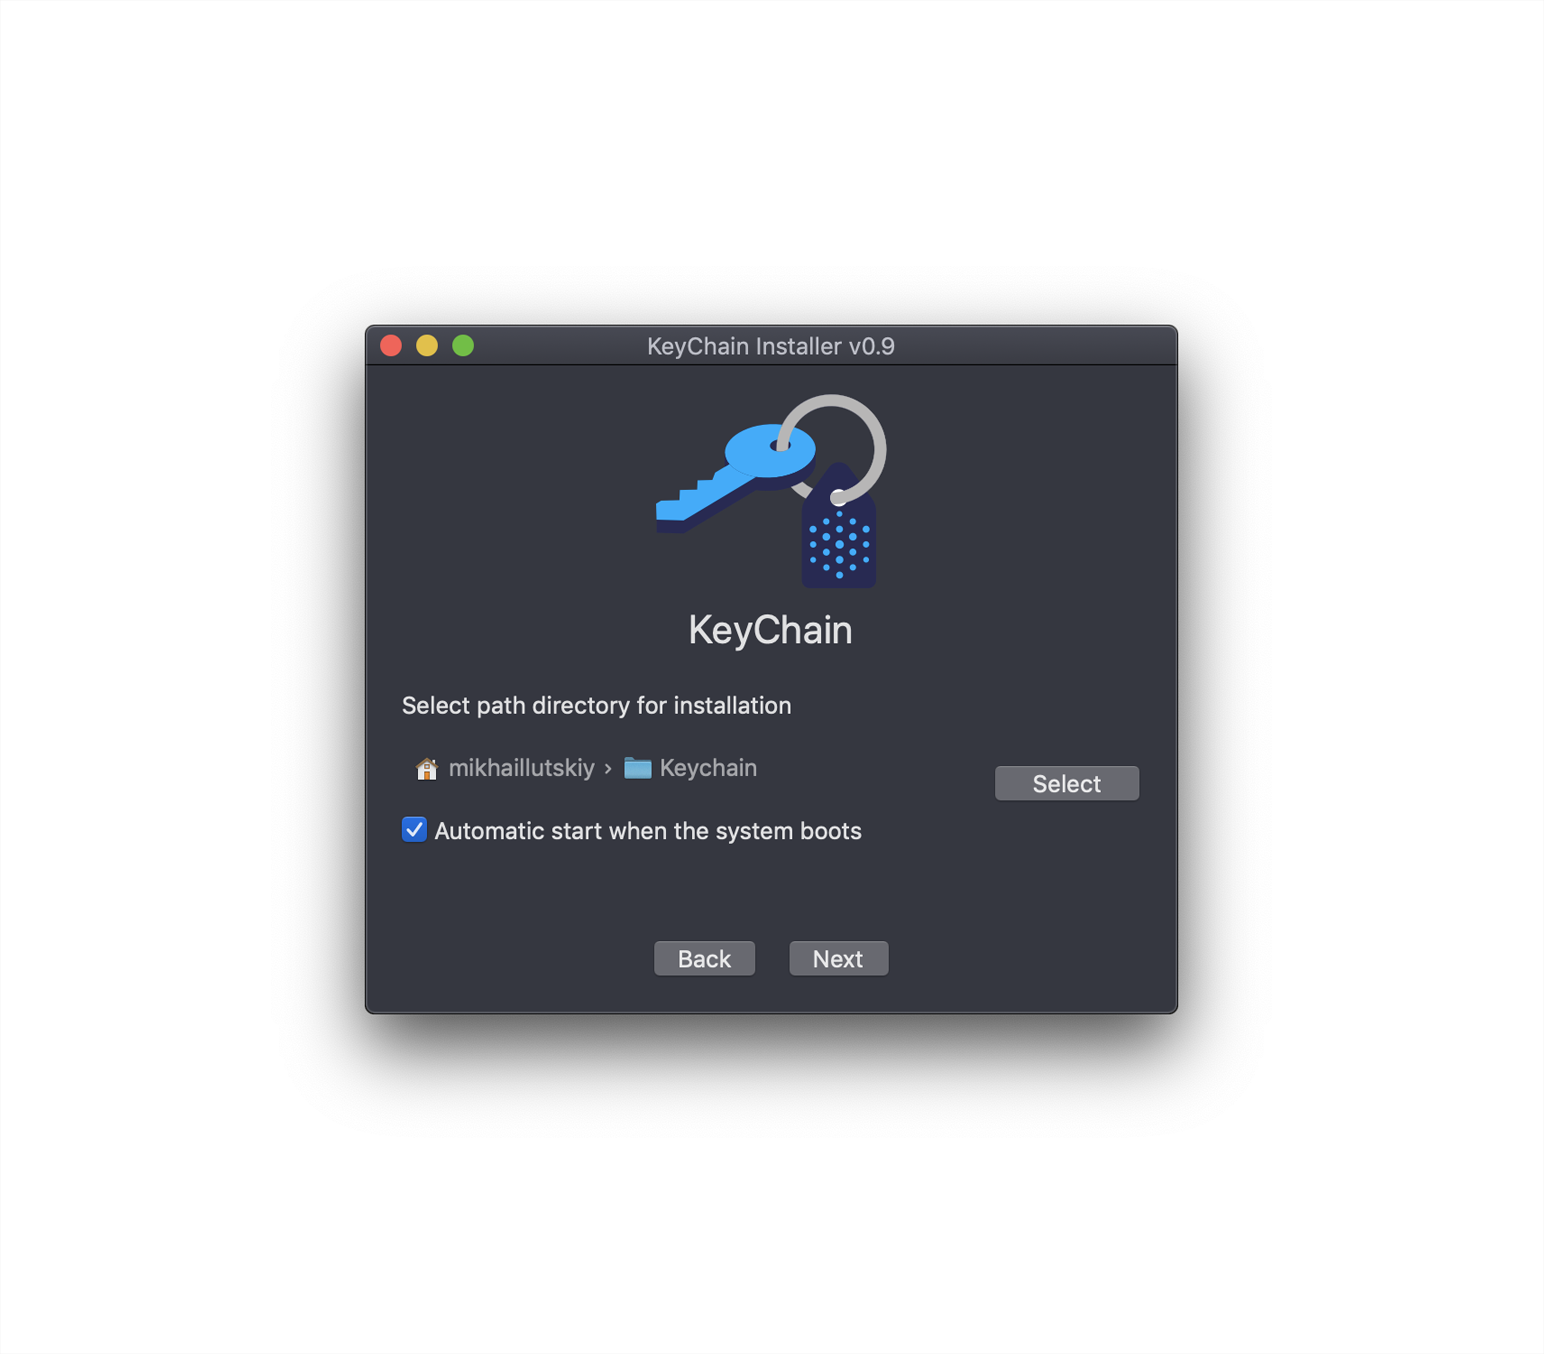 KeyChain Installer v0.9
KeyChain
Select path directory for installation
mikhaillutskiy › Keychain
Select
Automatic start when the system boots
Back Next